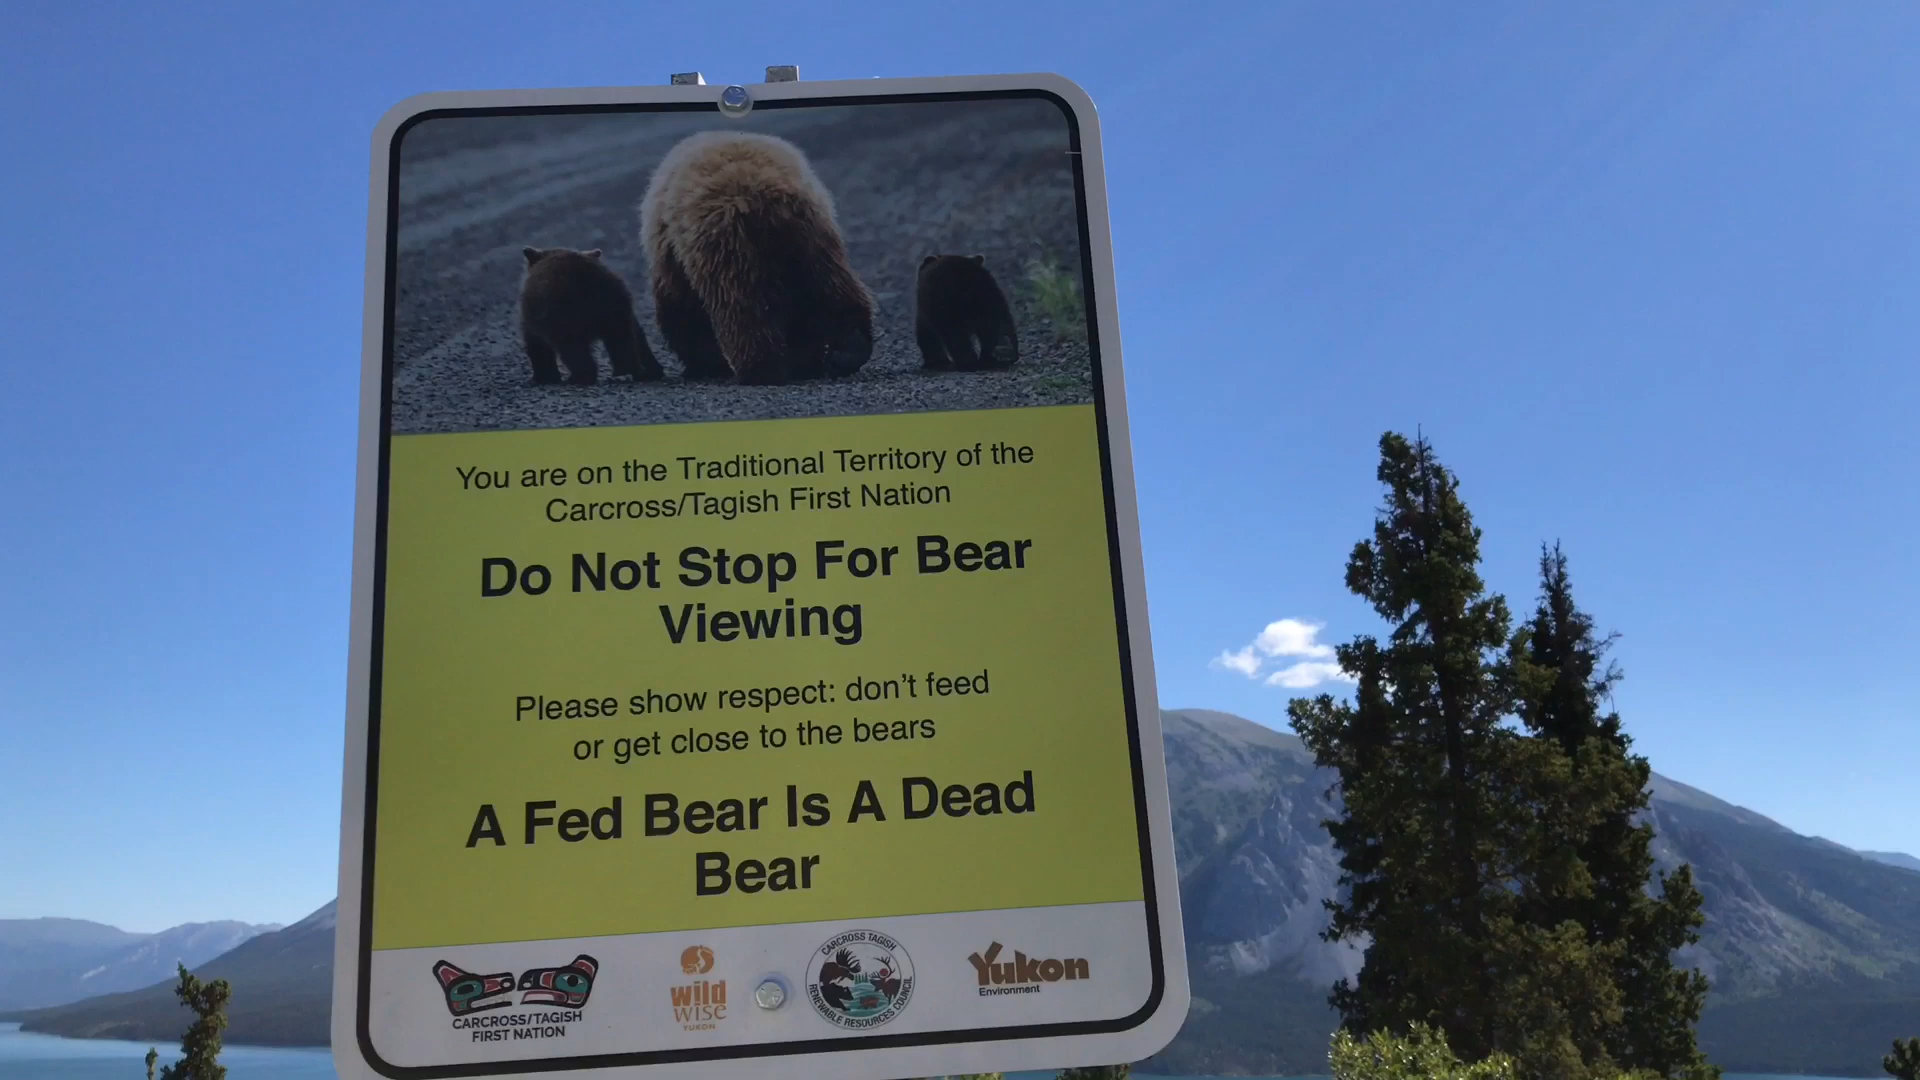 You are on the Traditional Territory of the
Carcross/Tagish First Nation
Do Not Stop For Bear
Viewing
Please show respect: don't feed
or get close to the bears
A Fed Bear Is A Dead
Bear
CARCROSS/TAGISH
FIRST NATION
wild
WISE
YUKON
CARCROSS TAGISH
RENEWABLE RESOURCES COUNCIL
Yukon
Environment